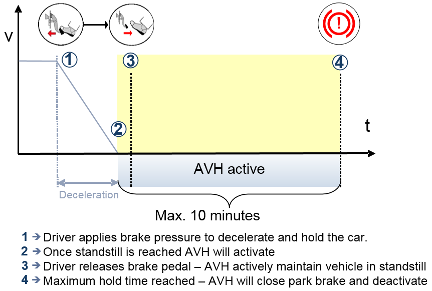 V
1
3
4
2
t
AVH active
Deceleration
Max. 10 minutes
1 → Driver applies brake pressure to decelerate and hold the car.
2 → Once standstill is reached AVH will activate
3 → Driver releases brake pedal – AVH actively maintain vehicle in standstill
4 → Maximum hold time reached – AVH will close park brake and deactivate